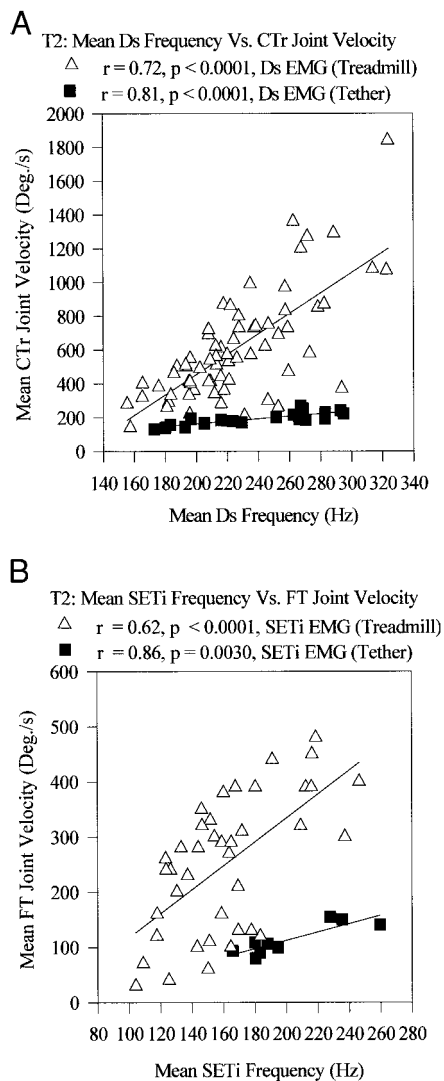 A
T2: Mean Ds Frequency Vs. CTr Joint Velocity
△ r = 0.72, p < 0.0001, Ds EMG (Treadmill)
■ r = 0.81, p < 0.0001, Ds EMG (Tether)
Mean CTr Joint Velocity (Deg./s)
2000
1800
1600
1400
1200
1000
800
600
400
200
0
140 160 180 200 220 240 260 280 300 320 340
Mean Ds Frequency (Hz)
B
T2: Mean SETi Frequency Vs. FT Joint Velocity
△ r = 0.62, p < 0.0001, SETi EMG (Treadmill)
■ r = 0.86, p = 0.0030, SETi EMG (Tether)
Mean FT Joint Velocity (Deg./s)
600
500
400
300
200
100
0
80 100 120 140 160 180 200 220 240 260 280
Mean SETi Frequency (Hz)